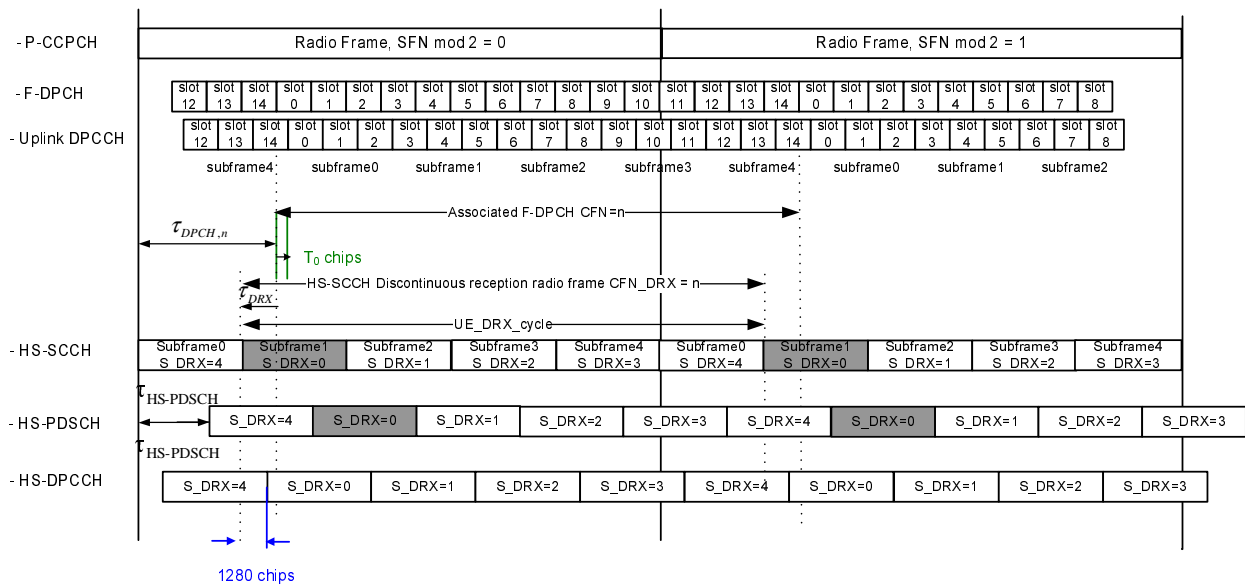 - P-CCPCH
Radio Frame, SFN mod 2 = 0
Radio Frame, SFN mod 2 = 1
- F-DPCH
slot 12 slot 13 slot 14 slot 0 slot 1 slot 2 slot 3 slot 4 slot 5 slot 6 slot 7 slot 8 slot 9 slot 10 slot 11 slot 12 slot 13 slot 14 slot 0 slot 1 slot 2 slot 3 slot 4 slot 5 slot 6 slot 7 slot 8
- Uplink DPCCH
slot 12 slot 13 slot 14 slot 0 slot 1 slot 2 slot 3 slot 4 slot 5 slot 6 slot 7 slot 8 slot 9 slot 10 slot 11 slot 12 slot 13 slot 14 slot 0 slot 1 slot 2 slot 3 slot 4 slot 5 slot 6 slot 7 slot 8
subframe4 subframe0 subframe1 subframe2 subframe3 subframe4 subframe0 subframe1 subframe2
Associated F-DPCH CFN=n
τDPCH,n
T0 chips
HS-SCCH Discontinuous reception radio frame CFN_DRX = n
τDRX
UE_DRX_cycle
- HS-SCCH
Subframe0 Subframe1 Subframe2 Subframe3 Subframe4 Subframe0 Subframe1 Subframe2 Subframe3 Subframe4
S_DRX=4 S_DRX=0 S_DRX=1 S_DRX=2 S_DRX=3 S_DRX=4 S_DRX=0 S_DRX=1 S_DRX=2 S_DRX=3
τHS-PDSCH
- HS-PDSCH
S_DRX=4 S_DRX=0 S_DRX=1 S_DRX=2 S_DRX=3 S_DRX=4 S_DRX=0 S_DRX=1 S_DRX=2 S_DRX=3
τHS-PDSCH
- HS-DPCCH
S_DRX=4 S_DRX=0 S_DRX=1 S_DRX=2 S_DRX=3 S_DRX=4 S_DRX=0 S_DRX=1 S_DRX=2 S_DRX=3
1280 chips